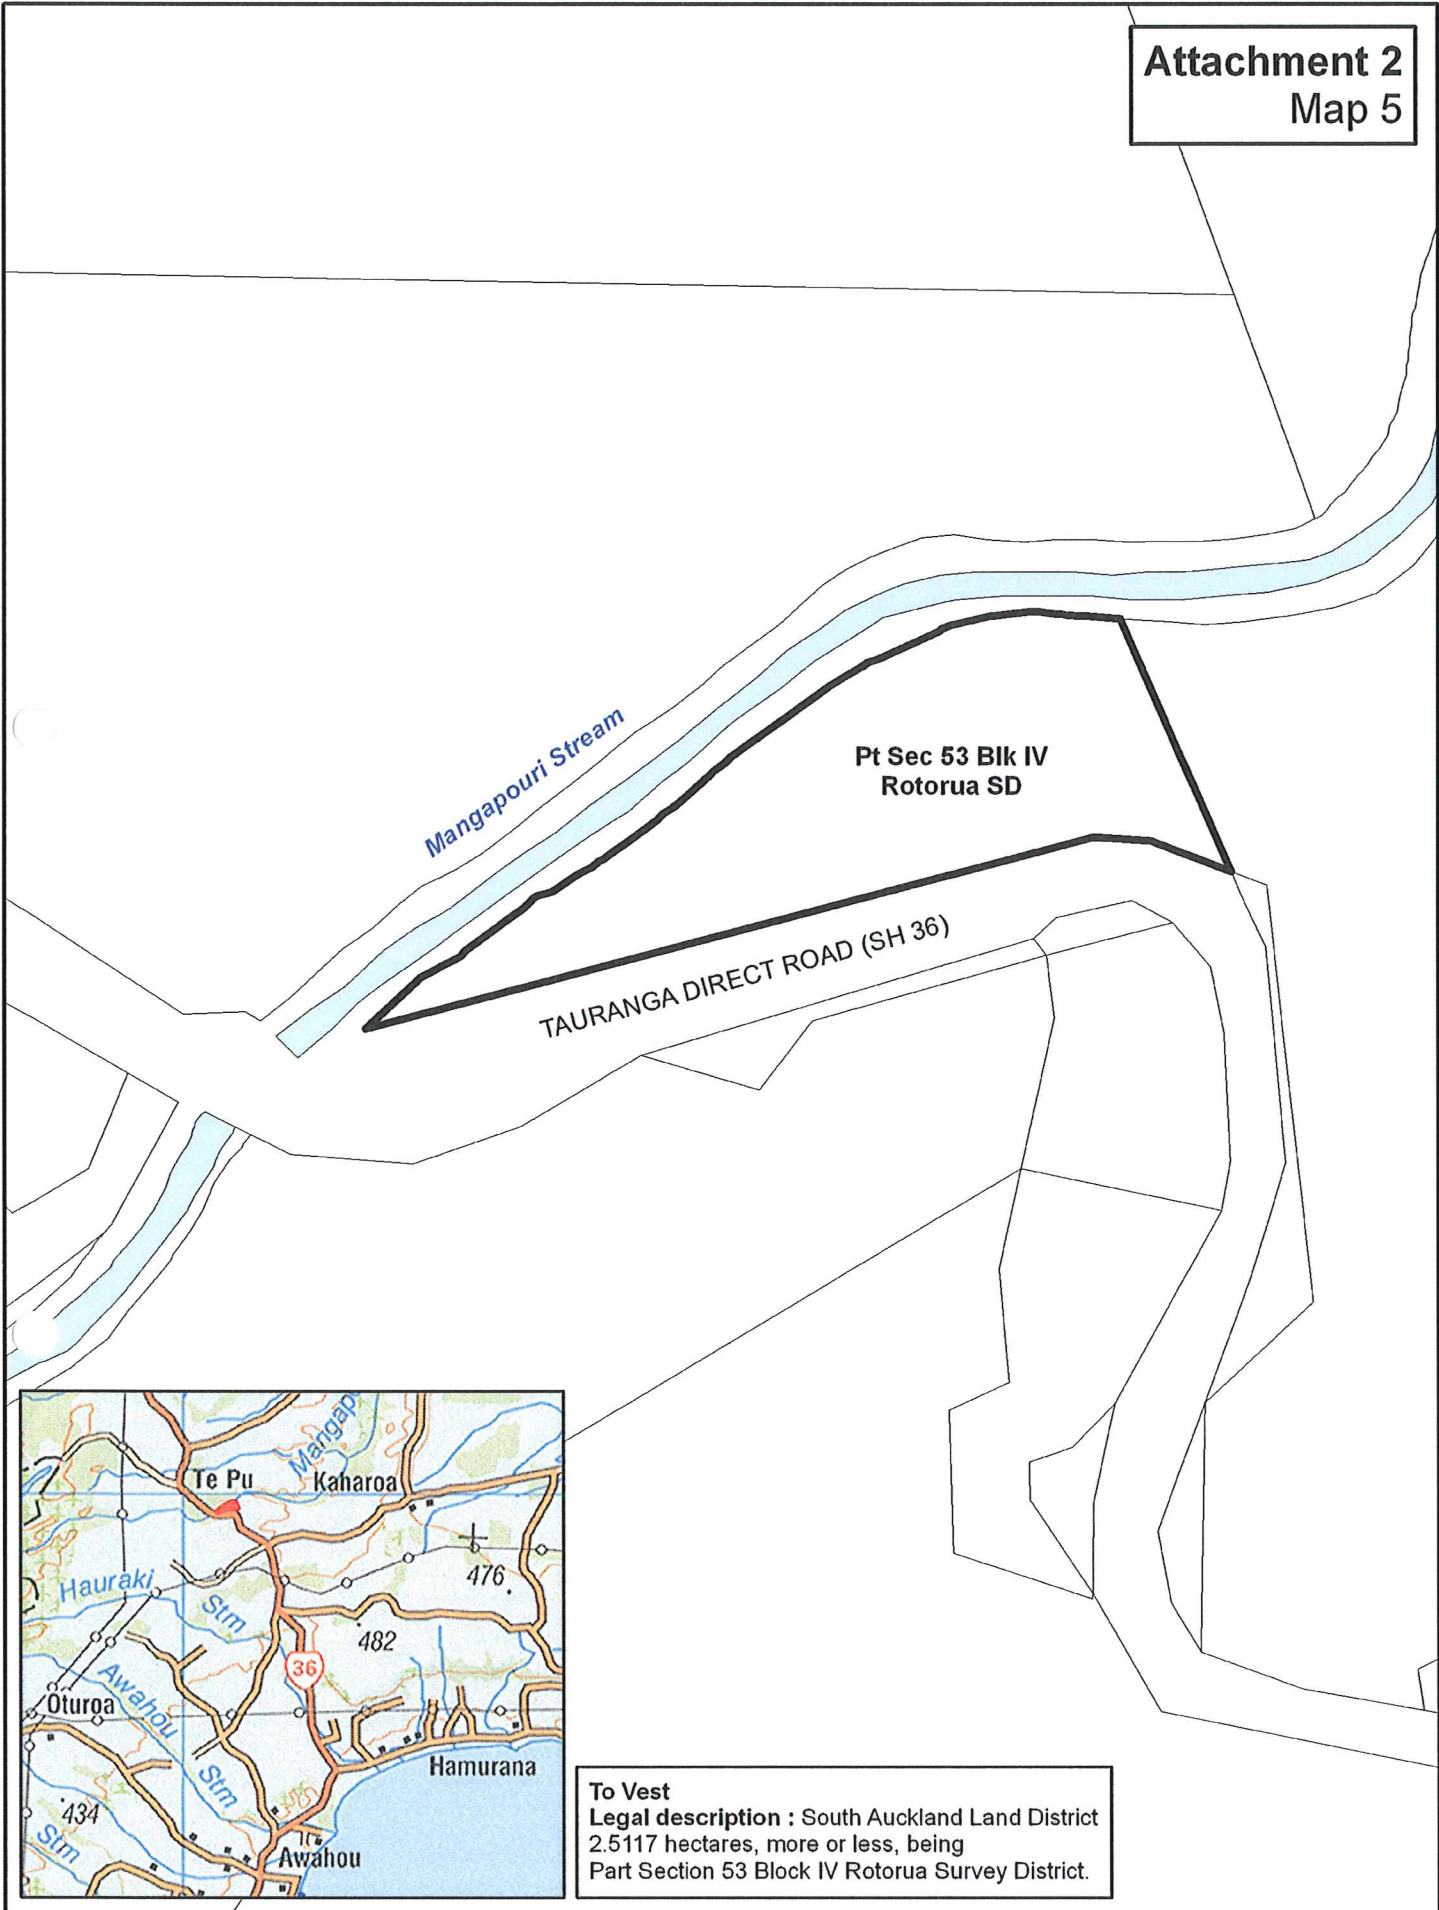 Attachment 2
Map 5
Mangapouri Stream
Pt Sec 53 Blk IV
Rotorua SD
TAURANGA DIRECT ROAD (SH 36)
Mangap
Te Pu
Kaharoa
476
Hauraki
Stm
482
36
Awahou
Oturoa
Stm
Hamurana
434
Stm
Awahou
To Vest
Legal description : South Auckland Land District
2.5117 hectares, more or less, being
Part Section 53 Block IV Rotorua Survey District.